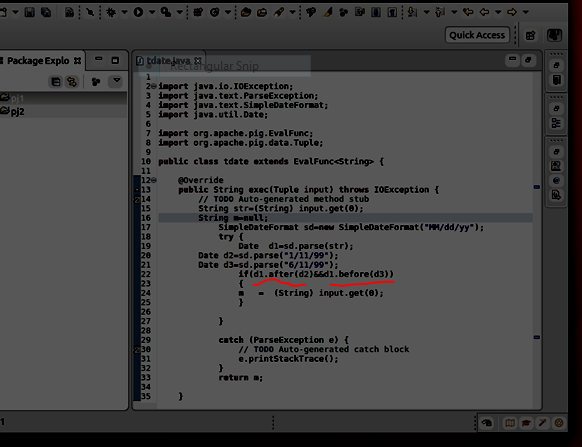 Quick Access
Package Explo
pj1
pj2
tdate.java
Rectangular Snip
1
2 import java.io.IOException;
3 import java.text.ParseException;
4 import java.text.SimpleDateFormat;
5 import java.util.Date;
6
7 import org.apache.pig.EvalFunc;
8 import org.apache.pig.data.Tuple;
9
10 public class tdate extends EvalFunc<String> {
11
12 @Override
13 public String exec(Tuple input) throws IOException {
14 // TODO Auto-generated method stub
15 String str=(String) input.get(0);
16 String m=null;
17 SimpleDateFormat sd=new SimpleDateFormat("MM/dd/yy");
18 try {
19 Date d1=sd.parse(str);
20 Date d2=sd.parse("1/11/99");
21 Date d3=sd.parse("6/11/99");
22 if(d1.after(d2)&&d1.before(d3))
23 {
24 m = (String) input.get(0);
25 }
26
27 }
28
29 catch (ParseException e) {
30 // TODO Auto-generated catch block
31 e.printStackTrace();
32 }
33 return m;
34
35 }
1